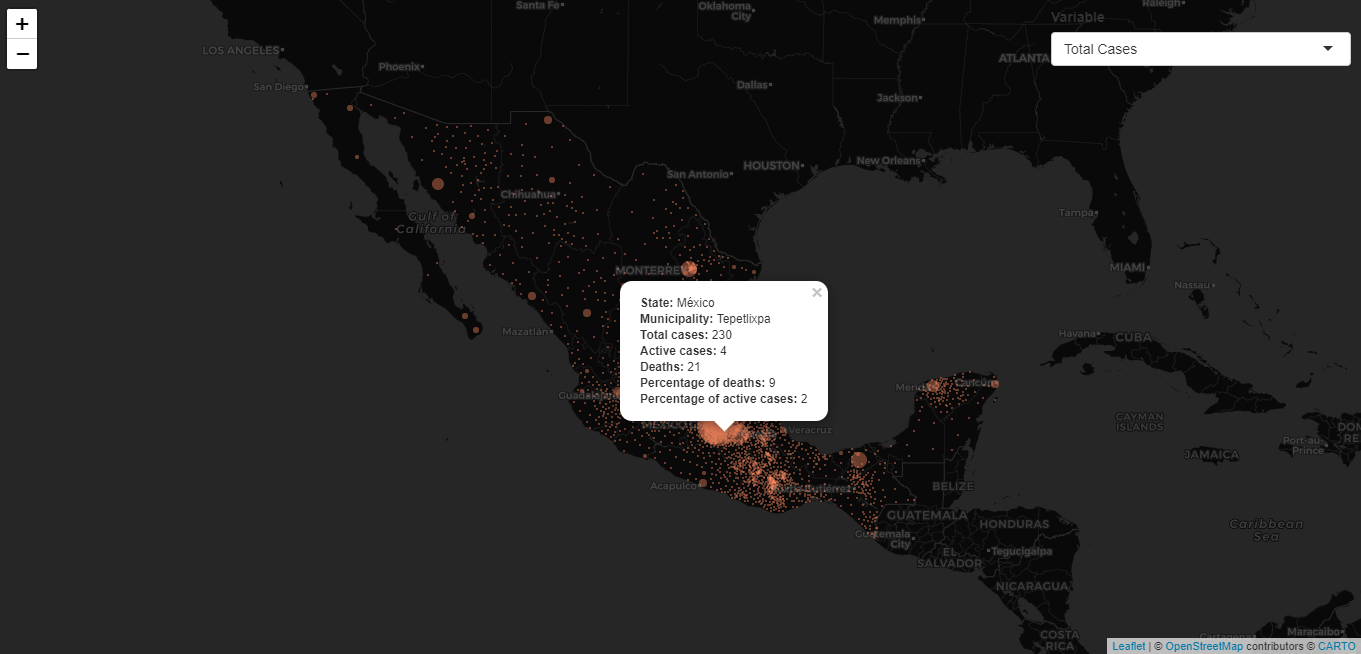 +
−
Variable
Total Cases
Santa Fe
Oklahoma
City
Memphis
Raleigh
LOS ANGELES
Phoenix
San Diego
Dallas
ATLANTA
Jackson
HOUSTON
New Orleans
San Antonio
Chihuahua
Gulf of
California
Tampa
MIAMI
Nassau
MONTERREY
Mazatlán
Havana
CUBA
×
State: México
Municipality: Tepetlixpa
Total cases: 230
Active cases: 4
Deaths: 21
Percentage of deaths: 9
Percentage of active cases: 2
Mérida
Cancún
Guadalajara
Veracruz
CAYMAN
ISLANDS
Port-au-
Prince
JAMAICA
Acapulco
BELIZE
GUATEMALA
Guatemala
City
HONDURAS
Tegucigalpa
EL
SALVADOR
NICARAGUA
Caribbean
Sea
COSTA
RICA
Cartagena
Maracaibo
Leaflet | © OpenStreetMap contributors © CARTO